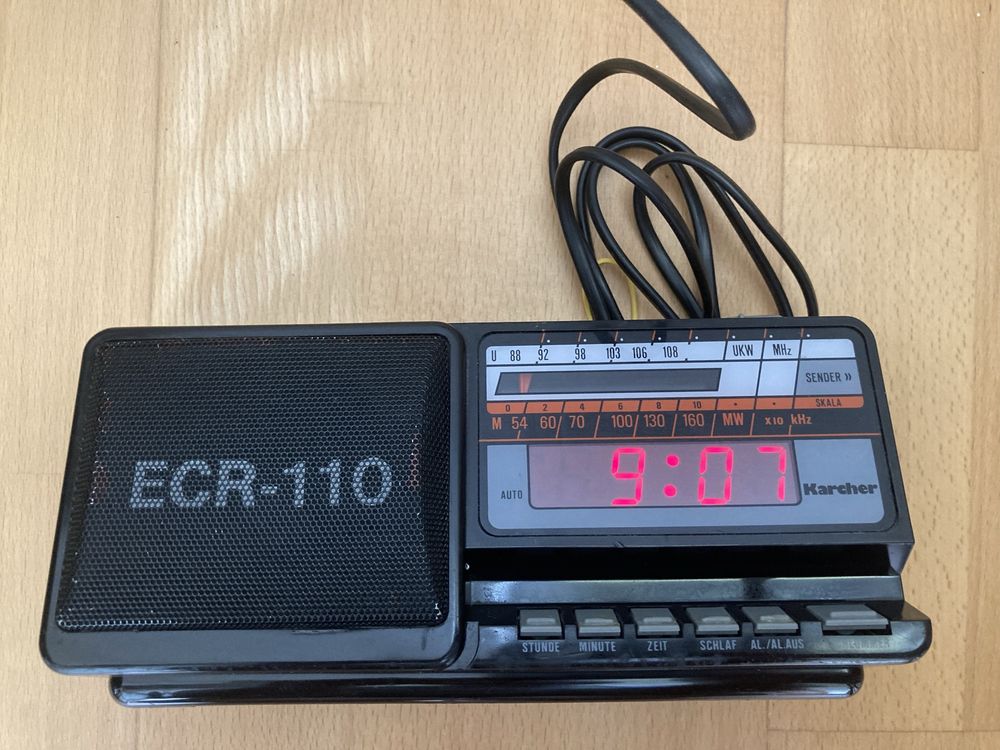 ECR-110
U 88 92 98 103 106 108 UKW MHz
SENDER »
0 2 4 6 8 10 • • SKALA
M 54 60 70 100 130 160 MW x10 kHz
AUTO 9:07 Karcher
STUNDE MINUTE ZEIT SCHLAF AL./AL.AUS